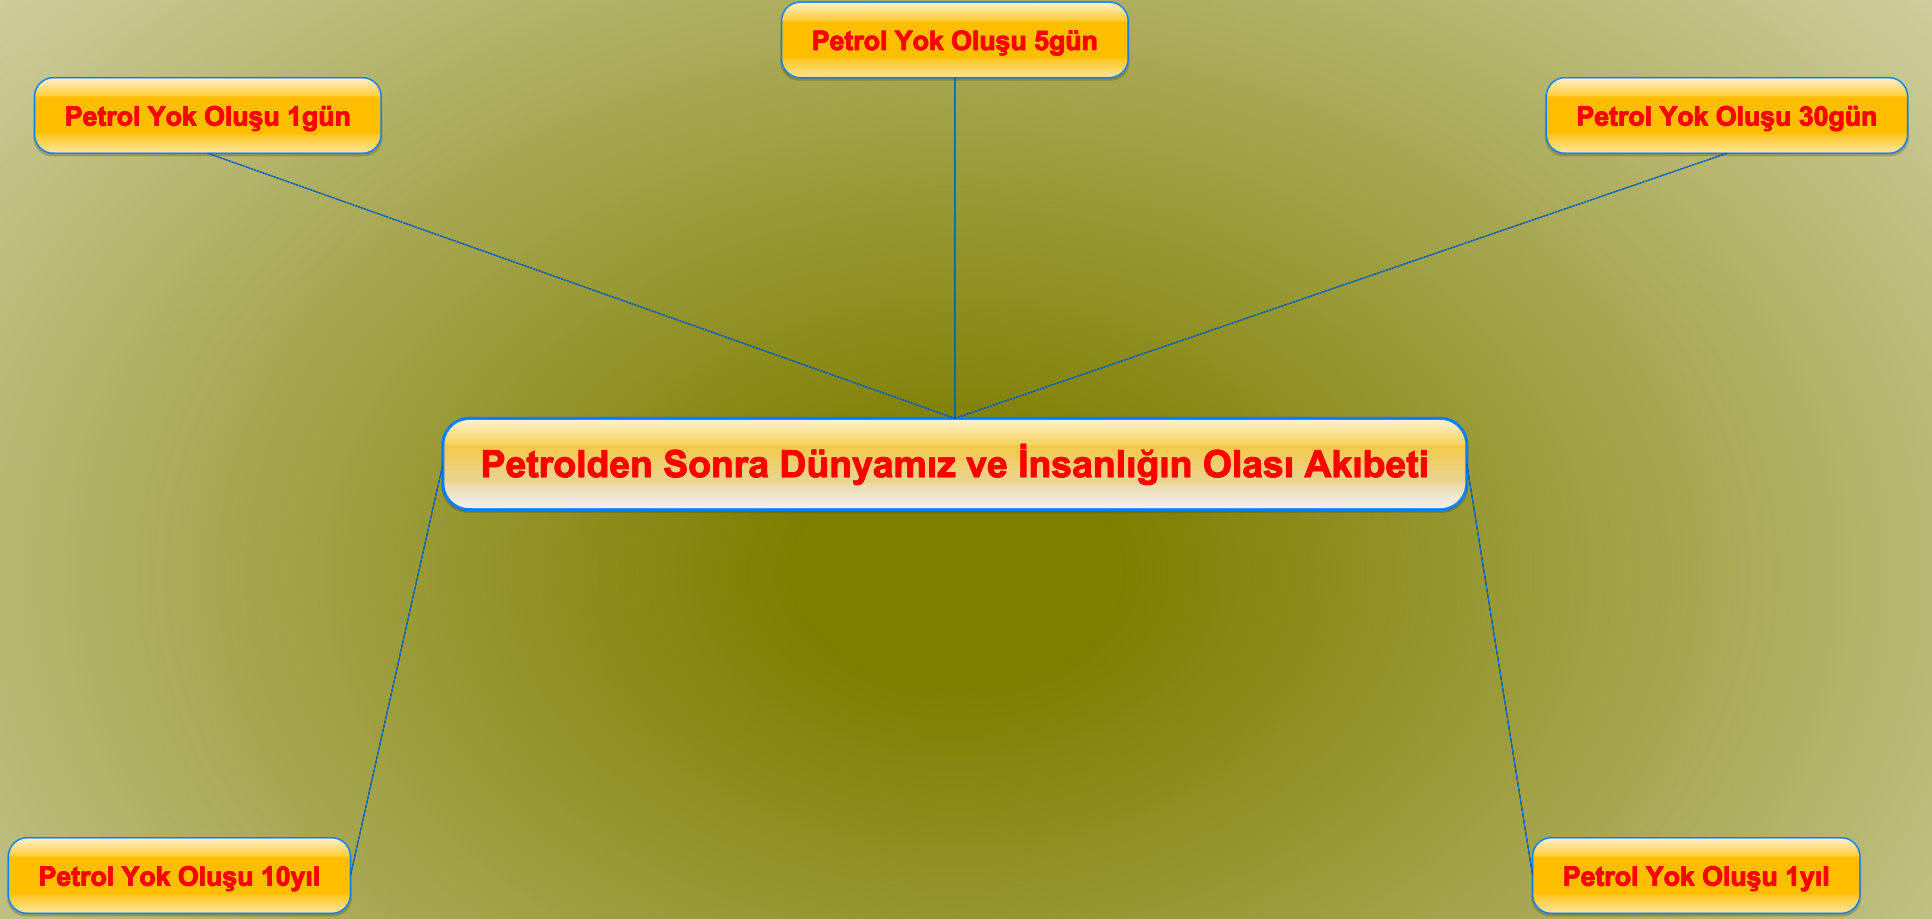 Petrol Yok Oluşu 5gün
Petrol Yok Oluşu 1gün
Petrol Yok Oluşu 30gün
Petrolden Sonra Dünyamız ve İnsanlığın Olası Akıbeti
Petrol Yok Oluşu 10yıl
Petrol Yok Oluşu 1yıl